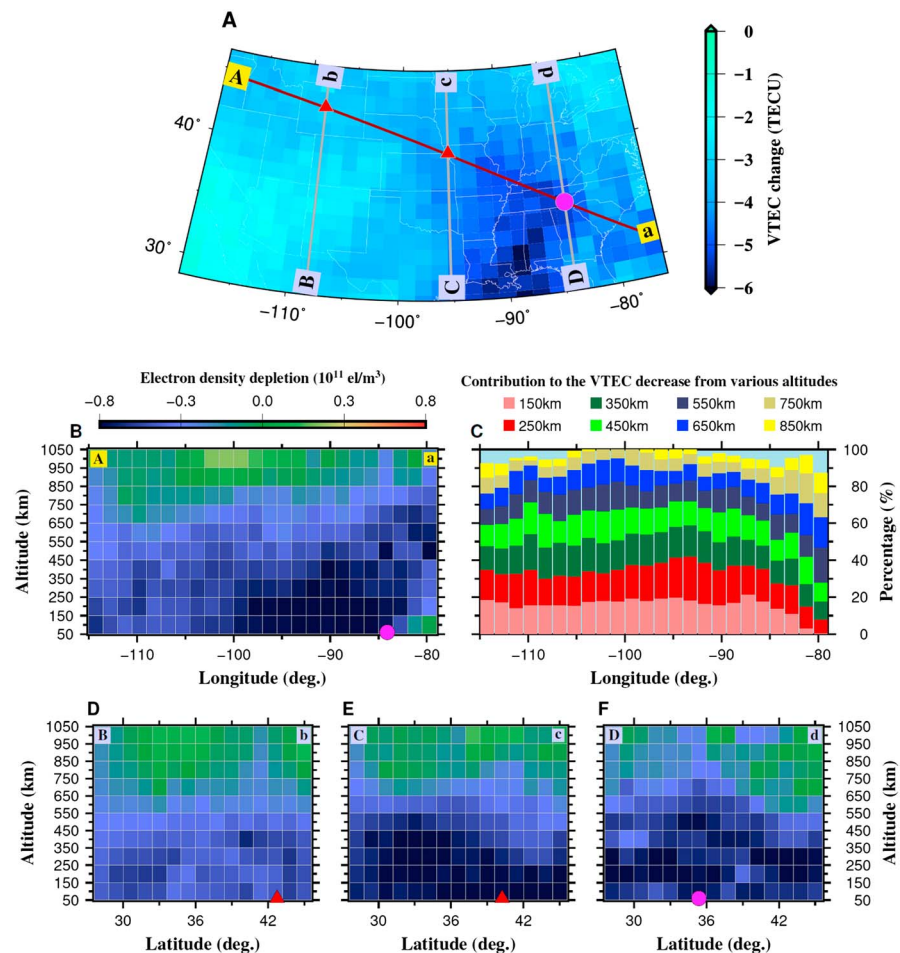 A
A
b
c
d
a
B
C
D
40°
30°
−110°
−100°
−90°
−80°
0
−1
−2
−3
−4
−5
−6
VTEC change (TECU)
Electron density depletion (10¹¹ el/m³)
−0.8 −0.3 0.0 0.3 0.8
B
A a
1050
950
850
750
650
550
450
350
250
150
50
Altitude (km)
−110 −100 −90 −80
Longitude (deg.)
Contribution to the VTEC decrease from various altitudes
150km 350km 550km 750km
250km 450km 650km 850km
C
100
80
60
40
20
0
Percentage (%)
−110 −100 −90 −80
Longitude (deg.)
D
B b
1050
950
850
750
650
550
450
350
250
150
50
Altitude (km)
30 36 42
Latitude (deg.)
E
C c
30 36 42
Latitude (deg.)
F
D d
1050
950
850
750
650
550
450
350
250
150
50
Altitude (km)
30 36 42
Latitude (deg.)